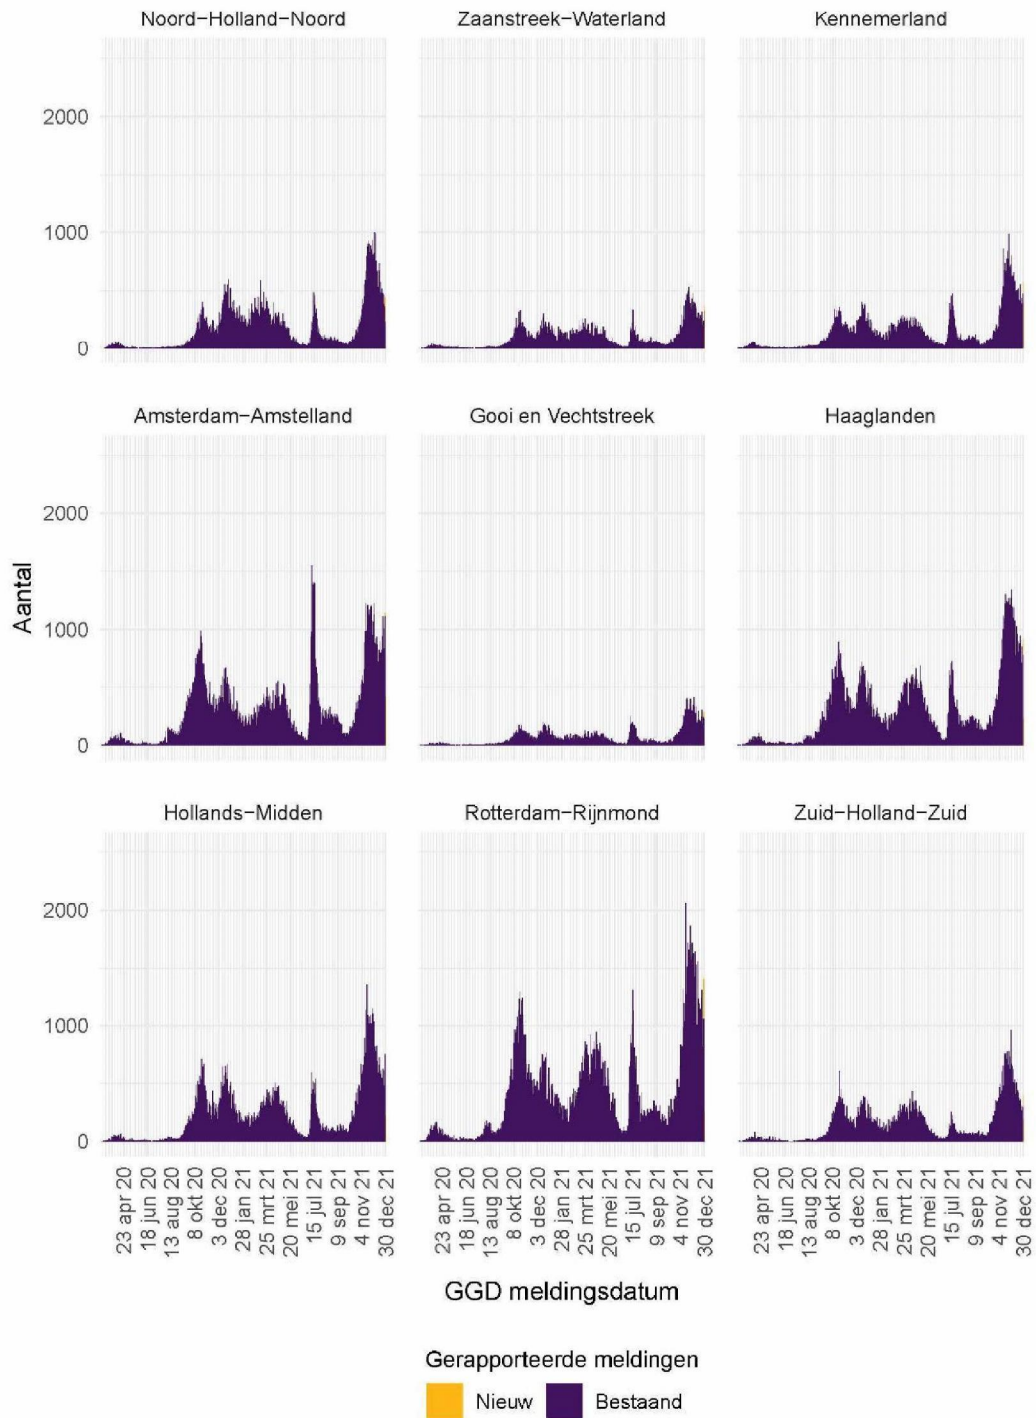 Noord−Holland−Noord
Zaanstreek−Waterland
Kennemerland
2000
1000
0
Amsterdam−Amstelland
Gooi en Vechtstreek
Haaglanden
2000
1000
0
Aantal
Hollands−Midden
Rotterdam−Rijnmond
Zuid−Holland−Zuid
2000
1000
0
23 apr 20
18 jun 20
13 aug 20
8 okt 20
3 dec 20
28 jan 21
25 mrt 21
20 mei 21
15 jul 21
9 sep 21
4 nov 21
30 dec 21
23 apr 20
18 jun 20
13 aug 20
8 okt 20
3 dec 20
28 jan 21
25 mrt 21
20 mei 21
15 jul 21
9 sep 21
4 nov 21
30 dec 21
23 apr 20
18 jun 20
13 aug 20
8 okt 20
3 dec 20
28 jan 21
25 mrt 21
20 mei 21
15 jul 21
9 sep 21
4 nov 21
30 dec 21
GGD meldingsdatum
Gerapporteerde meldingen
Nieuw
Bestaand